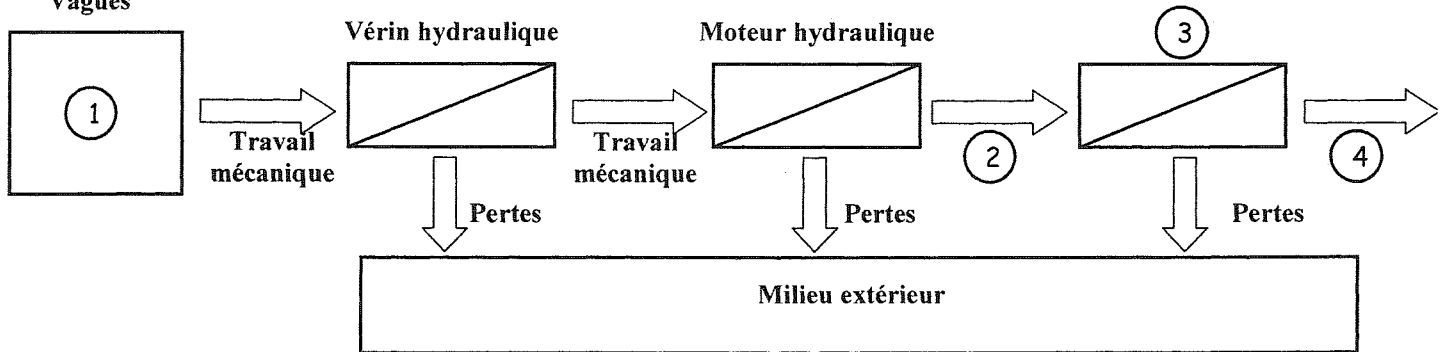 Vagues
Vérin hydraulique
Moteur hydraulique
3
1
Travail
mécanique
Travail
mécanique
2
4
Pertes
Pertes
Pertes
Milieu extérieur